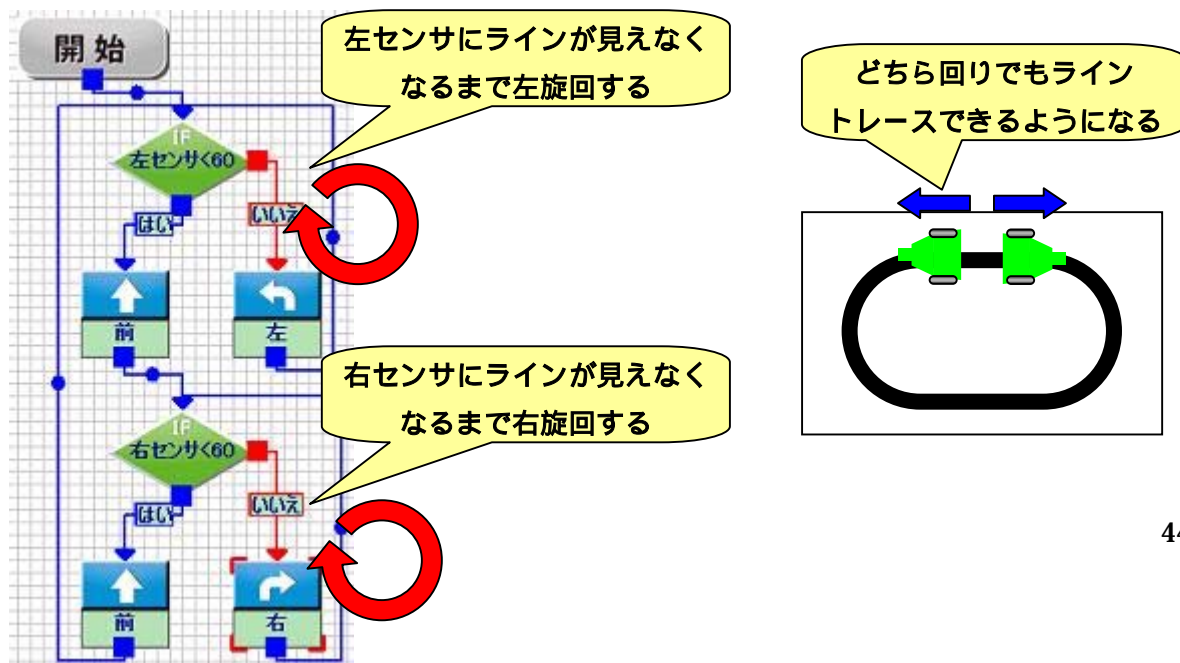 開始
左センサにラインが見えなく
なるまで左旋回する
どちら回りでもライン
トレースできるようになる
IF
左センサ<60
はい
いいえ
前
左
右センサにラインが見えなく
なるまで右旋回する
IF
右センサ<60
はい
いいえ
前
右
44